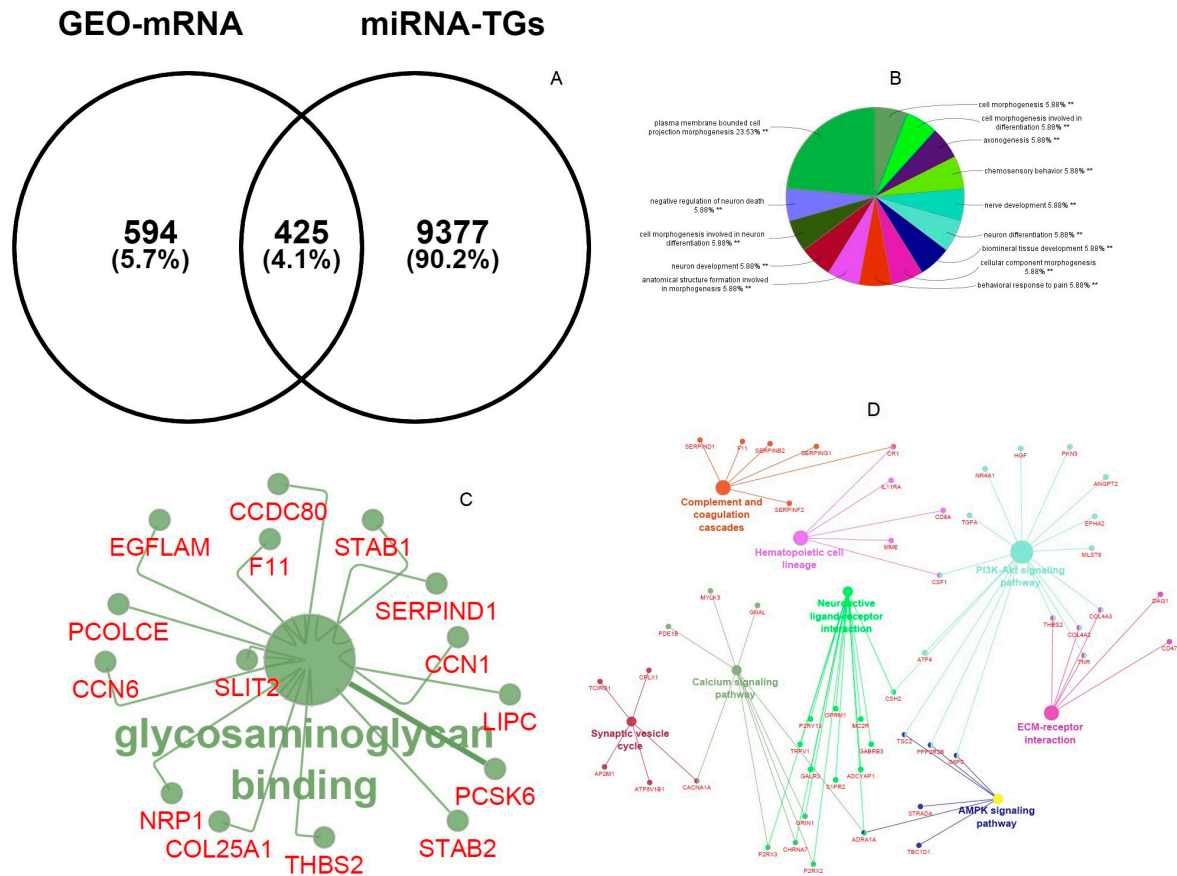 GEO-mRNA
miRNA-TGs
A
594
(5.7%)
425
(4.1%)
9377
(90.2%)
B
cell morphogenesis 5.88% **
cell morphogenesis involved in
differentiation 5.88% **
axonogenesis 5.88% **
chemosensory behavior 5.88% **
nerve development 5.88% **
neuron differentiation 5.88% **
biomineral tissue development 5.88% **
cellular component morphogenesis
5.88% **
behavioral response to pain 5.88% **
plasma membrane bounded cell
projection morphogenesis 23.53% **
negative regulation of neuron death
5.88% **
cell morphogenesis involved in neuron
differentiation 5.88% **
neuron development 5.88% **
anatomical structure formation involved
in morphogenesis 5.88% **
C
CCDC80
EGFLAM
F11
STAB1
SERPIND1
PCOLCE
CCN1
CCN6
SLIT2
LIPC
glycosaminoglycan
binding
PCSK6
NRP1
COL25A1
THBS2
STAB2
D
SERPIND1
F11
SERPINB2
SERPING1
CR1
SERPINF2
Complement and
coagulation
cascades
IL11RA
CD8A
MME
CSF1
Hematopoietic cell
lineage
NR4A1
HGF
PKN3
ANGPT2
TGFA
EPHA2
MLST8
PI3K-Akt signaling
pathway
THBS2
COL4A3
COL4A2
TNR
DAG1
CD47
ECM-receptor
interaction
ATF4
CSH2
Neuroactive
ligand-receptor
interaction
MYLK3
GNAL
PDE1B
Calcium signaling
pathway
TCIRG1
CPLX1
Synaptic vesicle
cycle
AP2M1
ATP6V1B1
CACNA1A
P2RY13
OPRM1
MC2R
TRPV1
GABRB3
GALR3
ADCYAP1
S1PR2
GRIN1
ADRA1A
P2RX3
CHRNA7
P2RX2
TSC2
PPP2R2B
G6PC
STRADA
TBC1D1
AMPK signaling
pathway